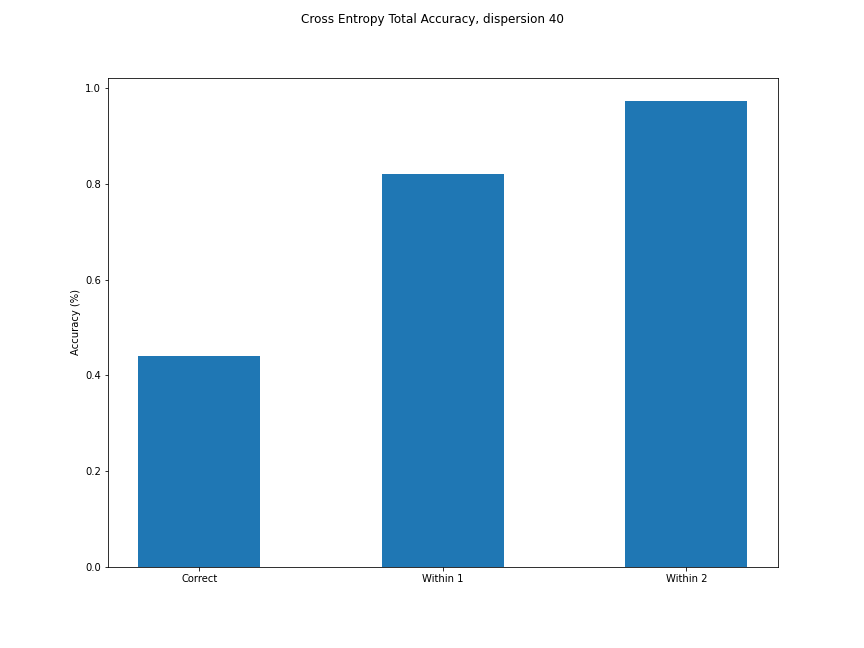 Cross Entropy Total Accuracy, dispersion 40
1.0
0.8
0.6
0.4
0.2
0.0
Accuracy (%)
Correct
Within 1
Within 2